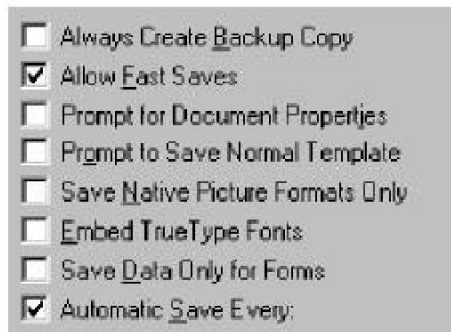 Always Create Backup Copy
Allow Fast Saves
Prompt for Document Properties
Prompt to Save Normal Template
Save Native Picture Formats Only
Embed TrueType Fonts
Save Data Only for Forms
Automatic Save Every: